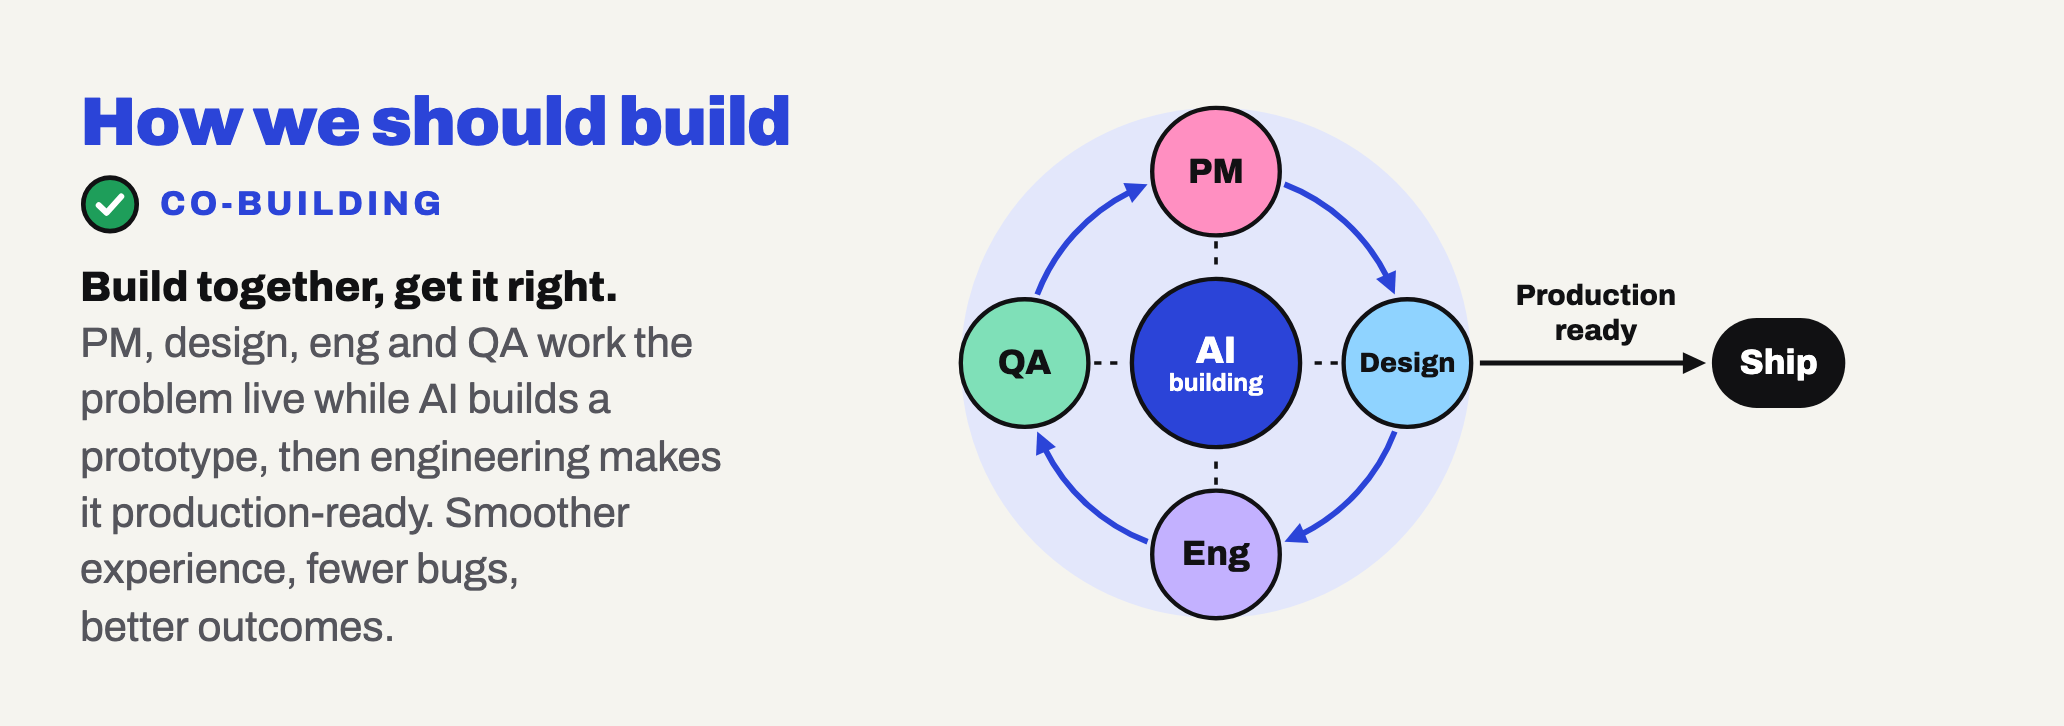 How we should build
CO-BUILDING
Build together, get it right.
PM, design, eng and QA work the
problem live while AI builds a
prototype, then engineering makes
it production-ready. Smoother
experience, fewer bugs,
better outcomes.
PM
QA
AI
building
Design
Eng
Production
ready
Ship